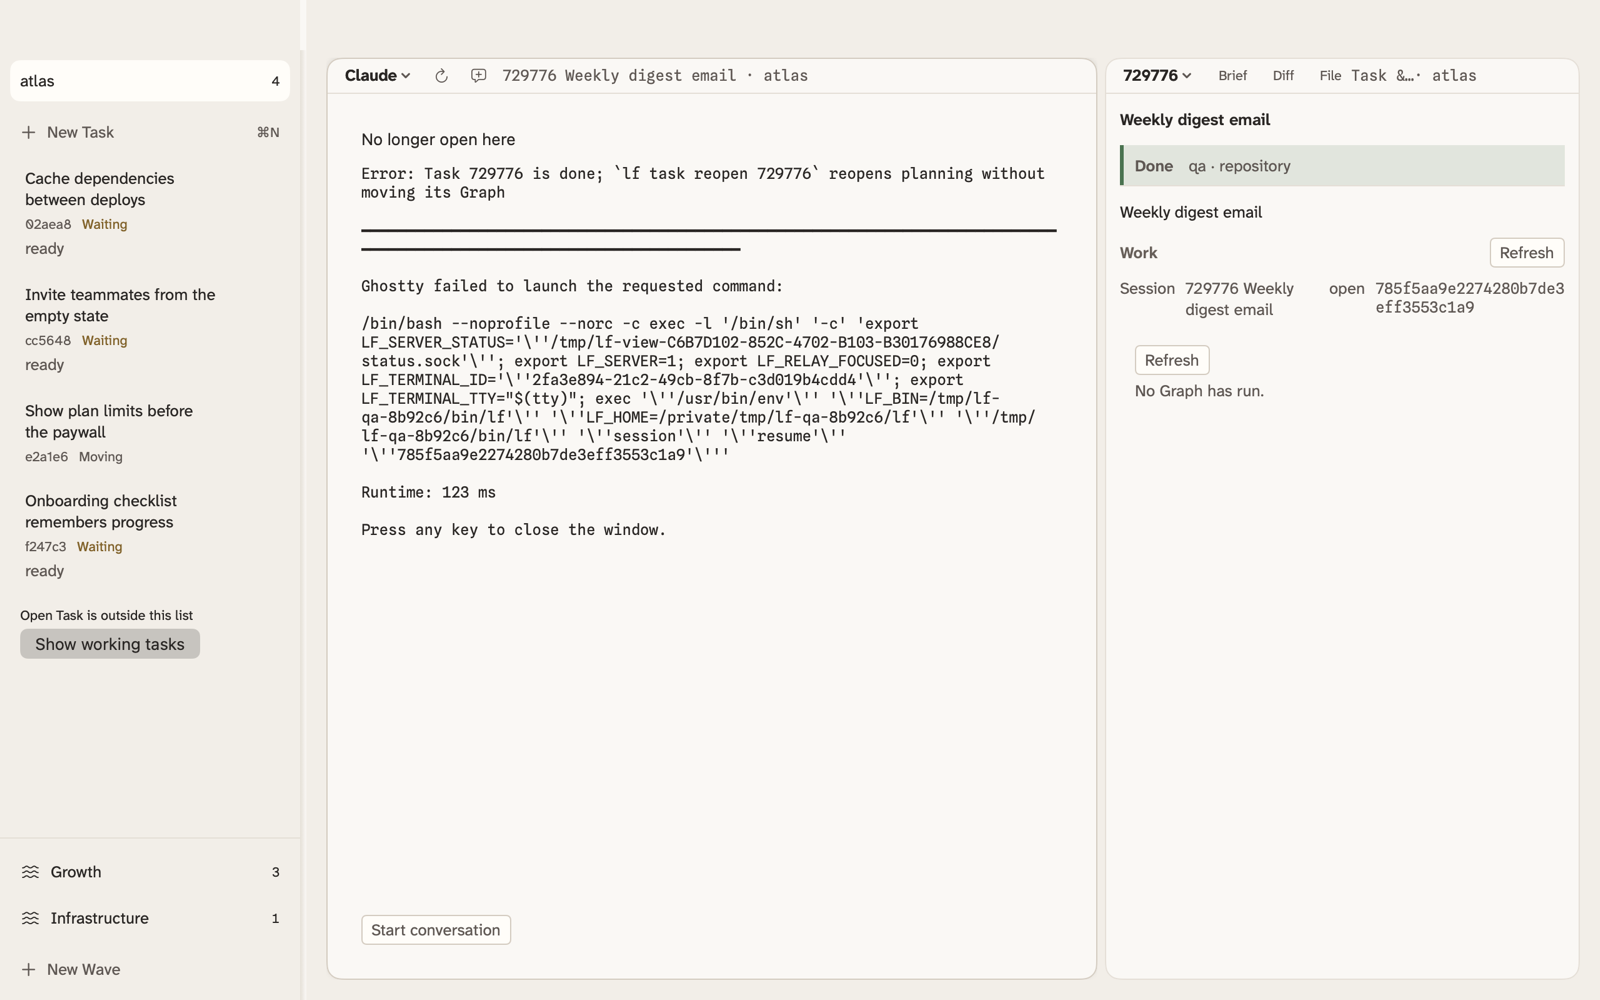 atlas 4
New Task ⌘N
Cache dependencies
between deploys
02aea8 Waiting
ready
Invite teammates from the
empty state
cc5648 Waiting
ready
Show plan limits before
the paywall
e2a1e6 Moving
Onboarding checklist
remembers progress
f247c3 Waiting
ready
Open Task is outside this list
Show working tasks
Growth 3
Infrastructure 1
New Wave
Claude 729776 Weekly digest email · atlas
No longer open here
Error: Task 729776 is done; `lf task reopen 729776` reopens planning without
moving its Graph
Ghostty failed to launch the requested command:
/bin/bash --noprofile --norc -c exec -l '/bin/sh' '-c' 'export
LF_SERVER_STATUS='\''/tmp/lf-view-C6B7D102-852C-4702-B103-B30176988CE8/
status.sock'\''; export LF_SERVER=1; export LF_RELAY_FOCUSED=0; export
LF_TERMINAL_ID='\''2fa3e894-21c2-49cb-8f7b-c3d019b4cdd4'\''; export
LF_TERMINAL_TTY="$(tty)"; exec '\''/usr/bin/env'\'' '\''LF_BIN=/tmp/lf-
qa-8b92c6/bin/lf'\'' '\''LF_HOME=/private/tmp/lf-qa-8b92c6/lf'\'' '\''/tmp/
lf-qa-8b92c6/bin/lf'\'' '\''session'\'' '\''resume'\''
'\''785f5aa9e2274280b7de3eff3553c1a9'\'''
Runtime: 123 ms
Press any key to close the window.
Start conversation
729776 Brief Diff File Task &…· atlas
Weekly digest email
Done qa · repository
Weekly digest email
Work Refresh
Session 729776 Weekly open 785f5aa9e2274280b7de3
digest email eff3553c1a9
Refresh
No Graph has run.